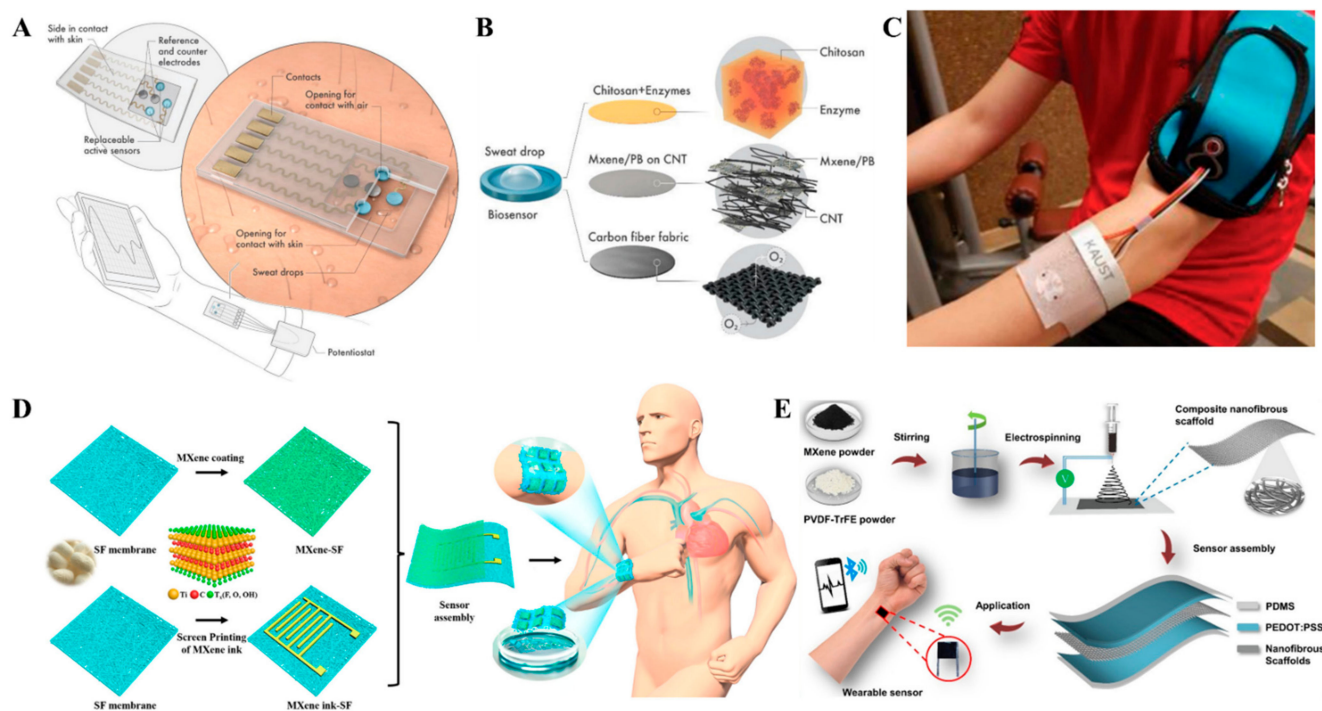 A
Side in contact
with skin
Reference
and counter
electrodes
Contacts
Opening for
contact with air
Replaceable
active sensors
Opening for
contact with skin
Sweat drops
Potentiostat
B
Chitosan+Enzymes
Chitosan
Enzyme
Sweat drop
Mxene/PB on CNT
Mxene/PB
Biosensor
CNT
Carbon fiber fabric
O2
O2
C
KAUST
D
MXene coating
SF membrane
MXene-SF
Ti C Tx(F, O, OH)
Screen Printing
of MXene ink
SF membrane
MXene ink-SF
Sensor
assembly
E
MXene powder
Stirring
Electrospinning
Composite nanofibrous
scaffold
V
PVDF-TrFE powder
Sensor assembly
Application
Wearable sensor
PDMS
PEDOT:PSS
Nanofibrous
Scaffolds